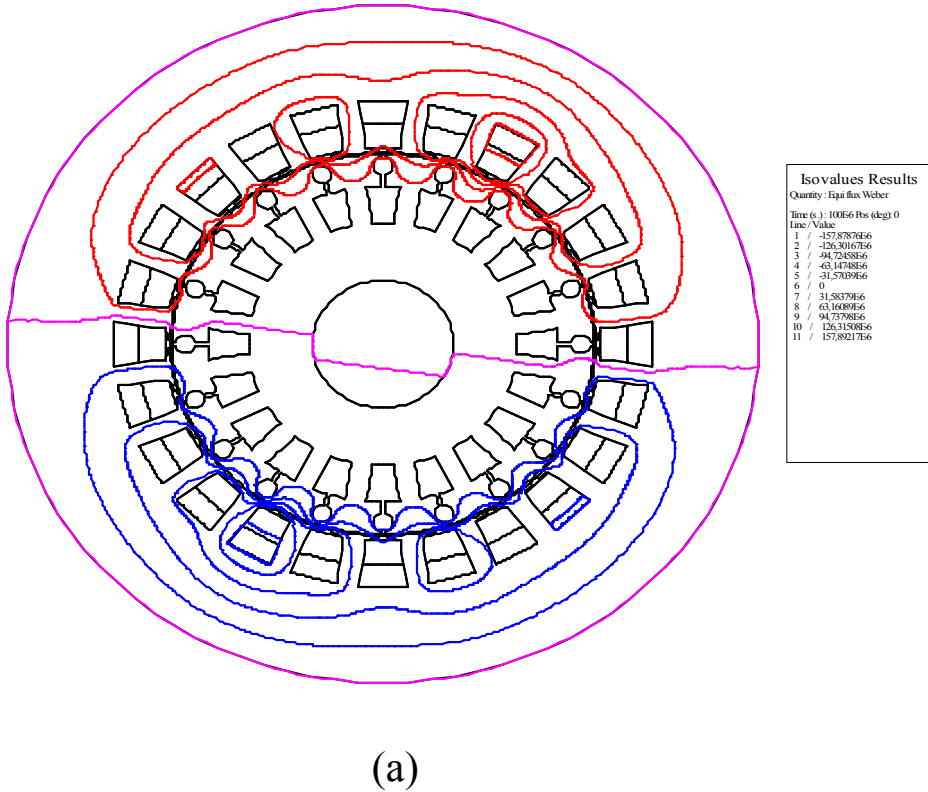 Isovalues Results
Quantity : Equi flux Weber
Time (s.) : 100E-6 Pos (deg): 0
Line / Value
1 / -157,87876E-6
2 / -126,30167E-6
3 / -94,72458E-6
4 / -63,14748E-6
5 / -31,57039E-6
6 / 0
7 / 31,58379E-6
8 / 63,16089E-6
9 / 94,73798E-6
10 / 126,31508E-6
11 / 157,89217E-6
(a)